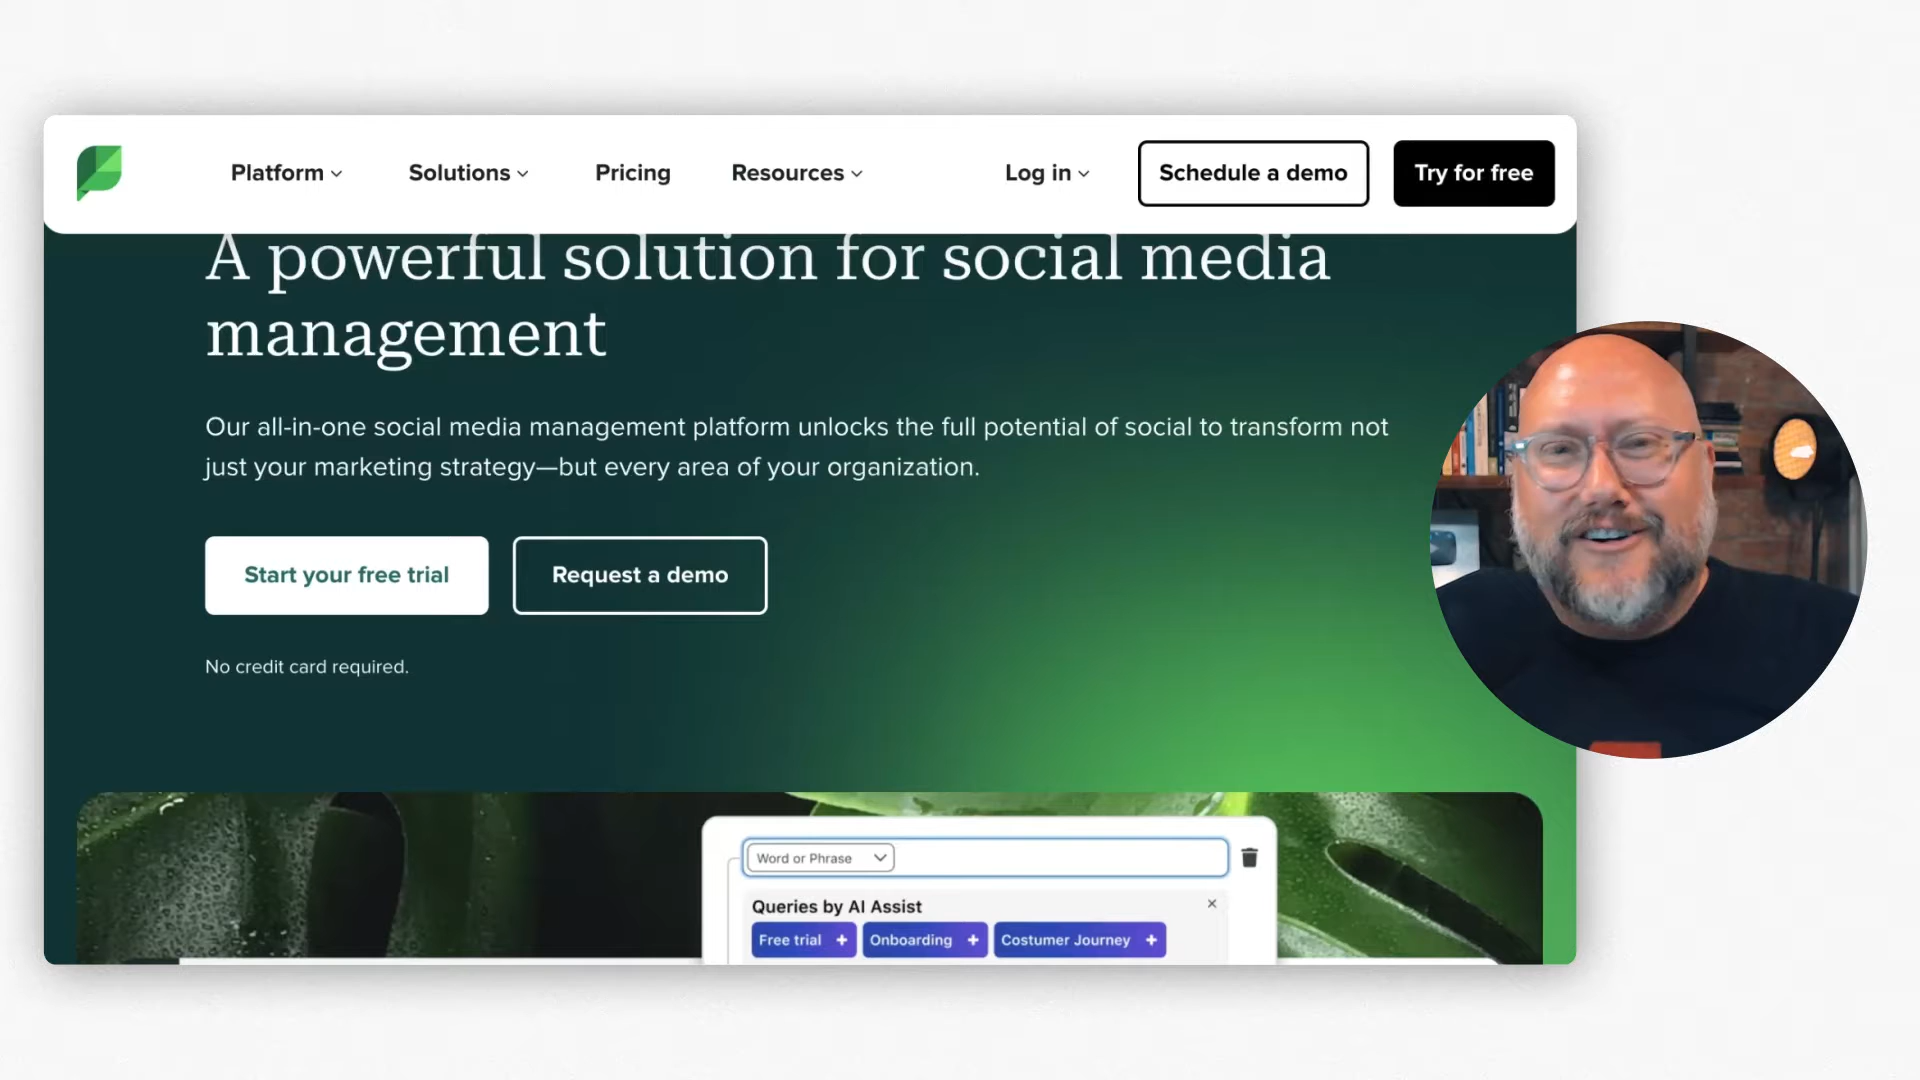 Platform
Solutions
Pricing
Resources
Log in
Schedule a demo
Try for free
A powerful solution for social media
management
Our all-in-one social media management platform unlocks the full potential of social to transform not
just your marketing strategy—but every area of your organization.
Start your free trial
Request a demo
No credit card required.
Word or Phrase
Queries by AI Assist
Free trial +
Onboarding +
Costumer Journey +